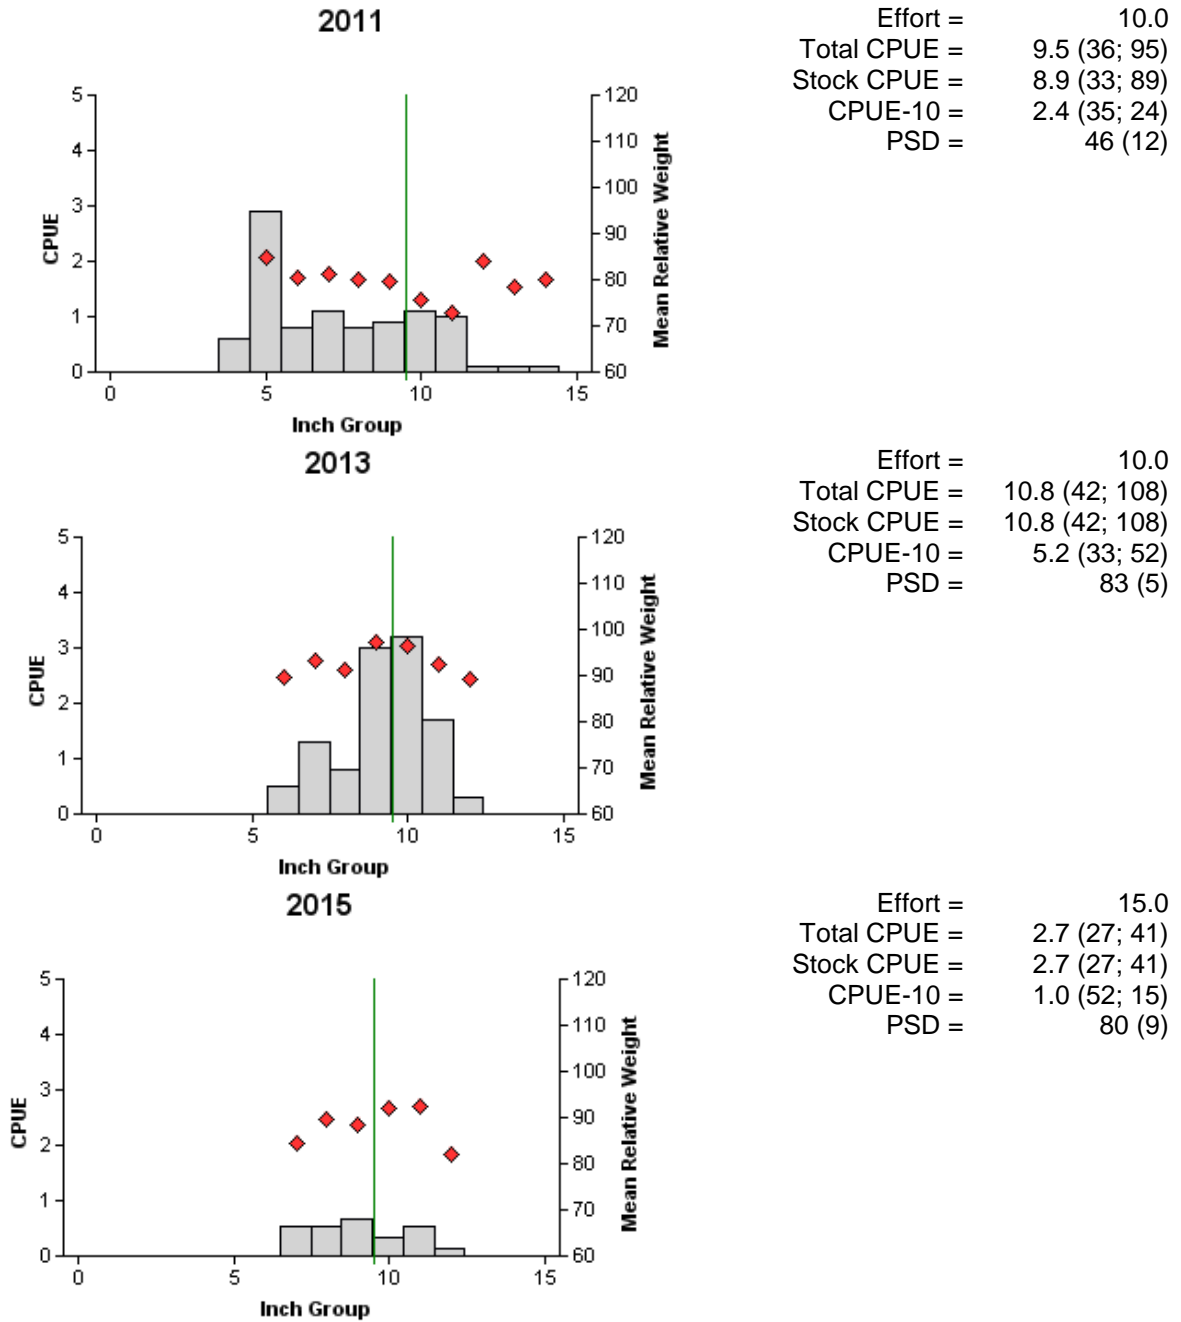 2011
Effort = 10.0
Total CPUE = 9.5 (36; 95)
Stock CPUE = 8.9 (33; 89)
CPUE-10 = 2.4 (35; 24)
PSD = 46 (12)
5 120
110
4
100
3
90
2
80
1
70
0 60
CPUE
Mean Relative Weight
0 5 10 15
Inch Group
2013
Effort = 10.0
Total CPUE = 10.8 (42; 108)
Stock CPUE = 10.8 (42; 108)
CPUE-10 = 5.2 (33; 52)
PSD = 83 (5)
5 120
110
4
100
3
90
2
80
1
70
0 60
CPUE
Mean Relative Weight
0 5 10 15
Inch Group
2015
Effort = 15.0
Total CPUE = 2.7 (27; 41)
Stock CPUE = 2.7 (27; 41)
CPUE-10 = 1.0 (52; 15)
PSD = 80 (9)
5 120
110
4
100
3
90
2
80
1
70
0 60
CPUE
Mean Relative Weight
0 5 10 15
Inch Group